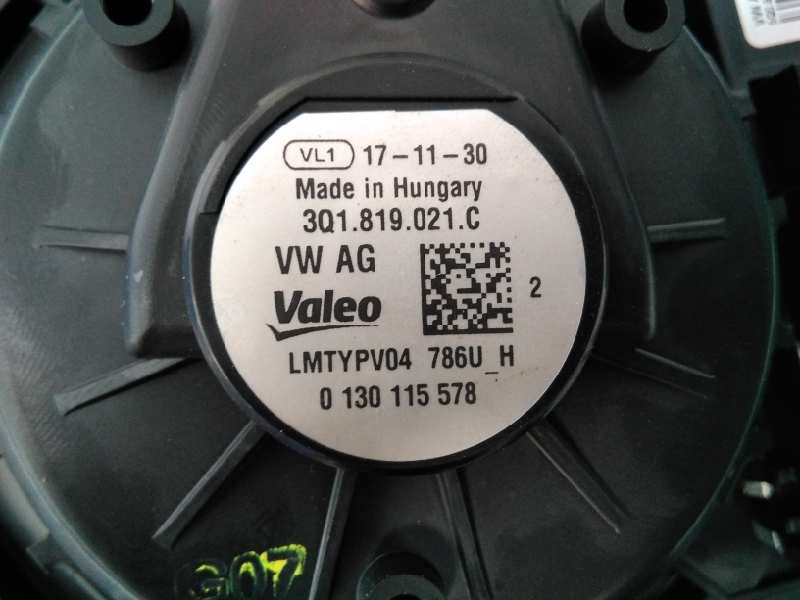 VL1 17-11-30
Made in Hungary
3Q1.819.021.C
VW AG
Valeo
2
LMTYPV04 786U_H
0 130 115 578
G07